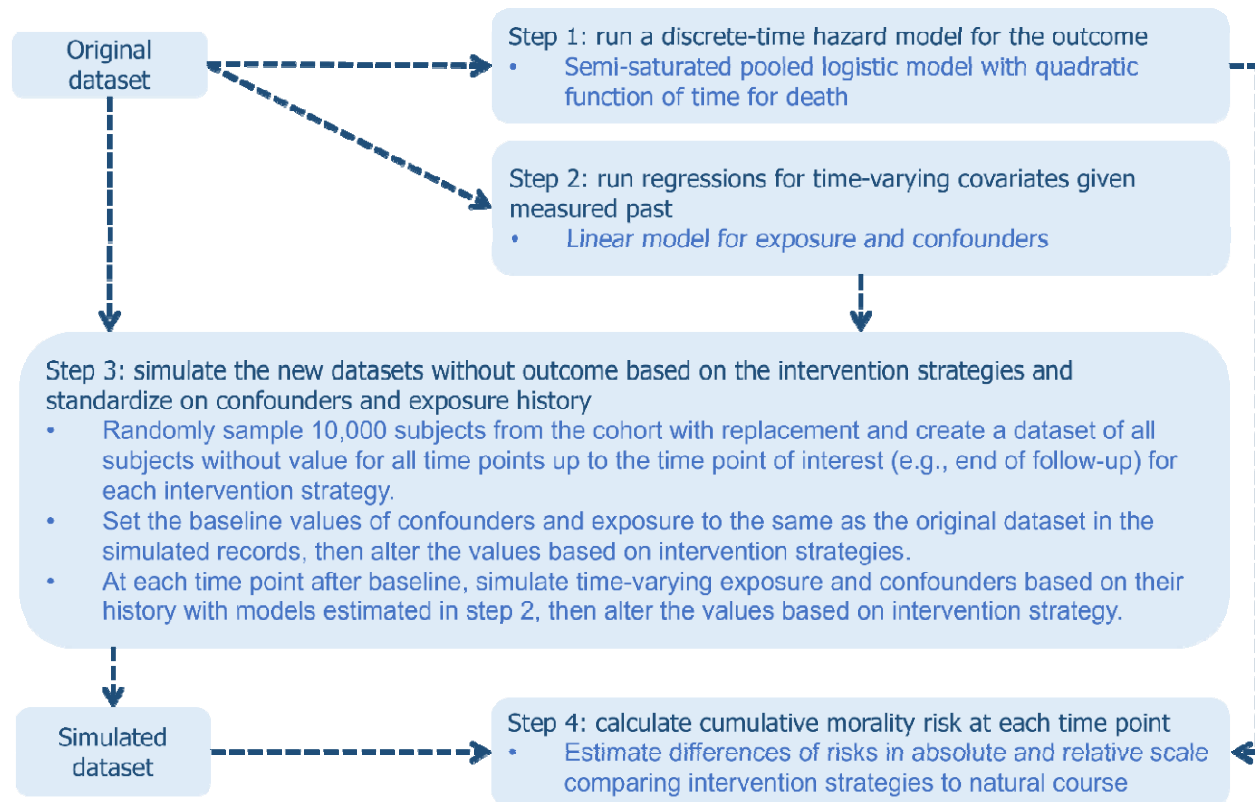 Original
dataset
Step 1: run a discrete-time hazard model for the outcome
• Semi-saturated pooled logistic model with quadratic
function of time for death
Step 2: run regressions for time-varying covariates given
measured past
• Linear model for exposure and confounders
Step 3: simulate the new datasets without outcome based on the intervention strategies and
standardize on confounders and exposure history
• Randomly sample 10,000 subjects from the cohort with replacement and create a dataset of all
subjects without value for all time points up to the time point of interest (e.g., end of follow-up) for
each intervention strategy.
• Set the baseline values of confounders and exposure to the same as the original dataset in the
simulated records, then alter the values based on intervention strategies.
• At each time point after baseline, simulate time-varying exposure and confounders based on their
history with models estimated in step 2, then alter the values based on intervention strategy.
Simulated
dataset
Step 4: calculate cumulative morality risk at each time point
• Estimate differences of risks in absolute and relative scale
comparing intervention strategies to natural course